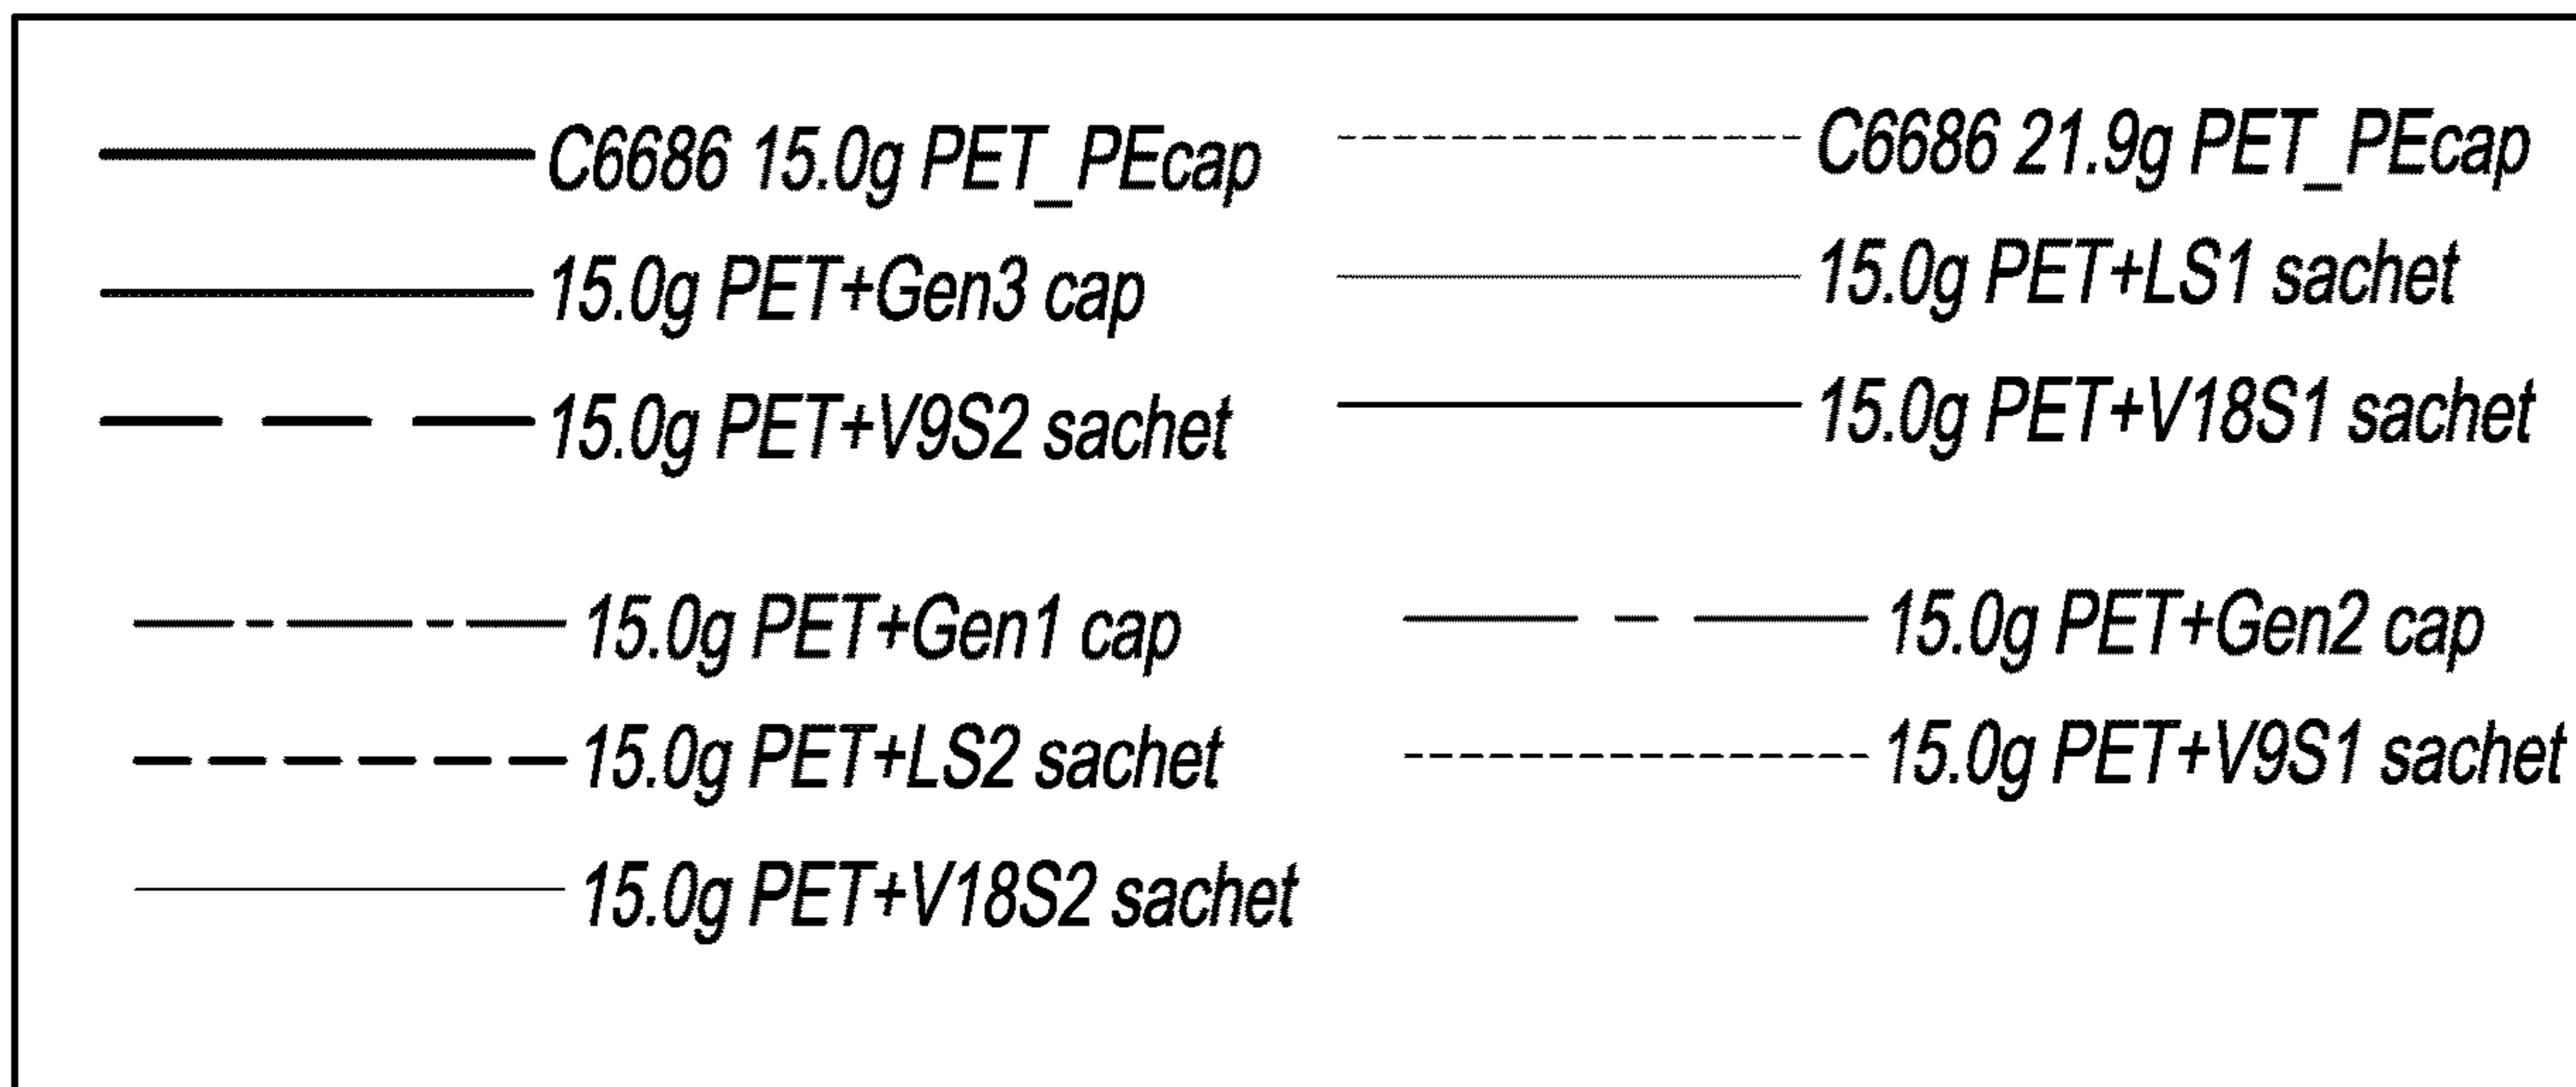 C6686 15.0g PET_PEcap
C6686 21.9g PET_PEcap
15.0g PET+Gen3 cap
15.0g PET+LS1 sachet
15.0g PET+V9S2 sachet
15.0g PET+V18S1 sachet
15.0g PET+Gen1 cap
15.0g PET+Gen2 cap
15.0g PET+LS2 sachet
15.0g PET+V9S1 sachet
15.0g PET+V18S2 sachet